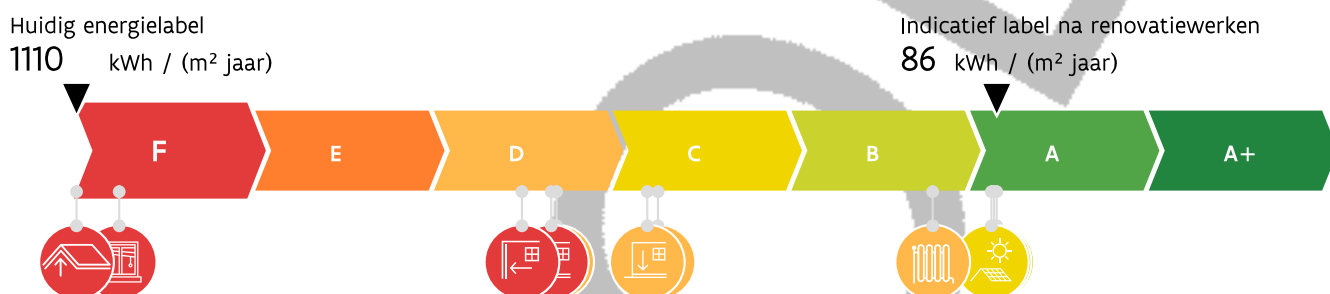 Huidig energielabel
1110 kWh / (m² jaar)
Indicatief label na renovatiewerken
86 kWh / (m² jaar)
F E D C B A A+